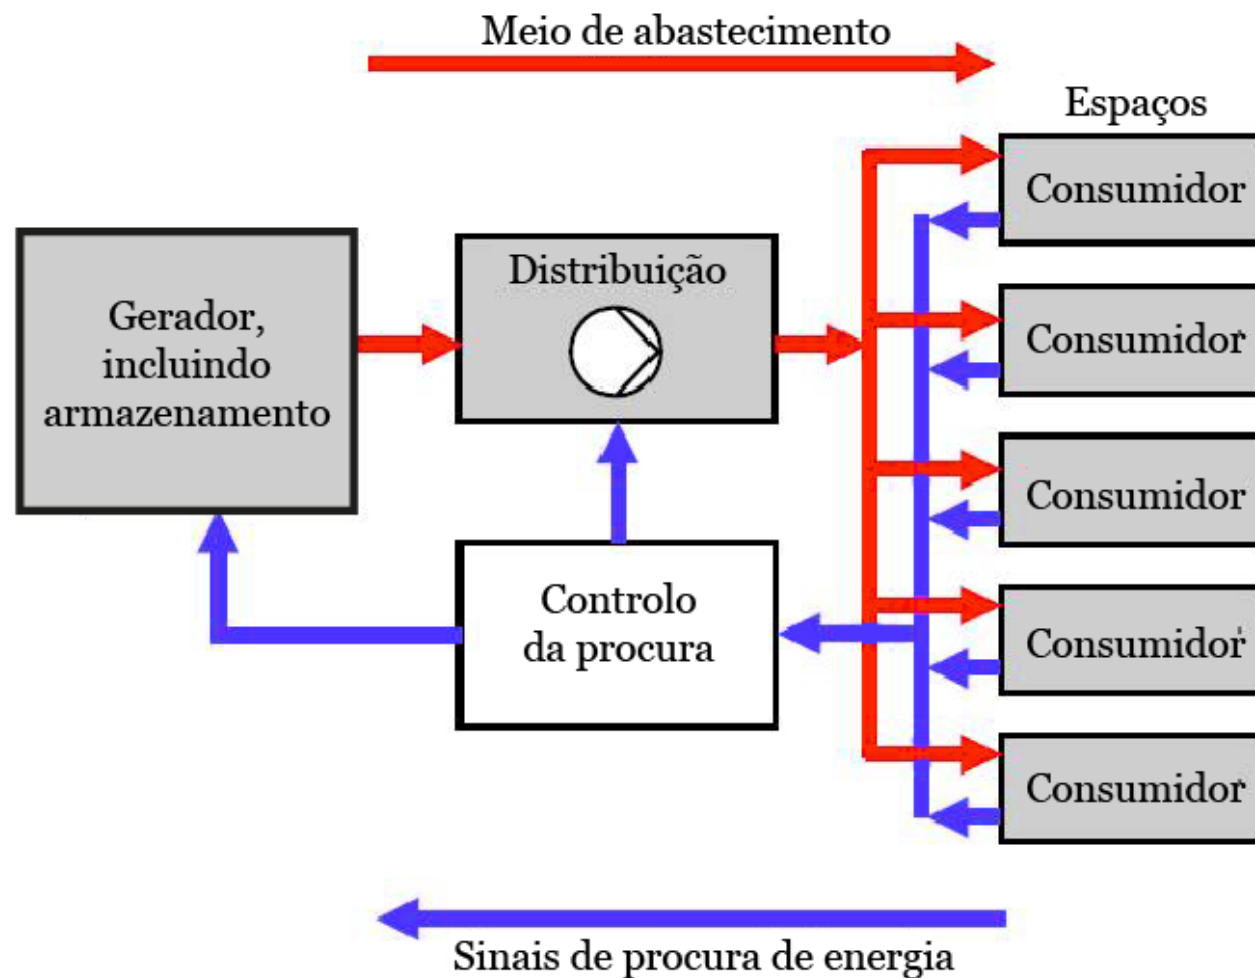 Meio de abastecimento
Espaços
Consumidor
Gerador,
incluindo
armazenamento
Distribuição
Consumidor
Consumidor
Controlo
da procura
Consumidor
Consumidor
Sinais de procura de energia